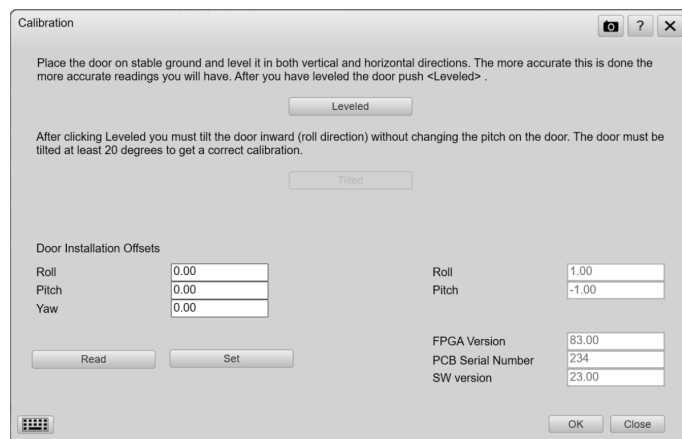 Calibration
?
Place the door on stable ground and level it in both vertical and horizontal directions. The more accurate this is done the
more accurate readings you will have. After you have leveled the door push <Leveled> .
Leveled
After clicking Leveled you must tilt the door inward (roll direction) without changing the pitch on the door. The door must be
tilted at least 20 degrees to get a correct calibration.
Tilted
Door Installation Offsets
Roll 0.00
Pitch 0.00
Yaw 0.00
Read Set
Roll 1.00
Pitch -1.00
FPGA Version 83.00
PCB Serial Number 234
SW version 23.00
OK Close